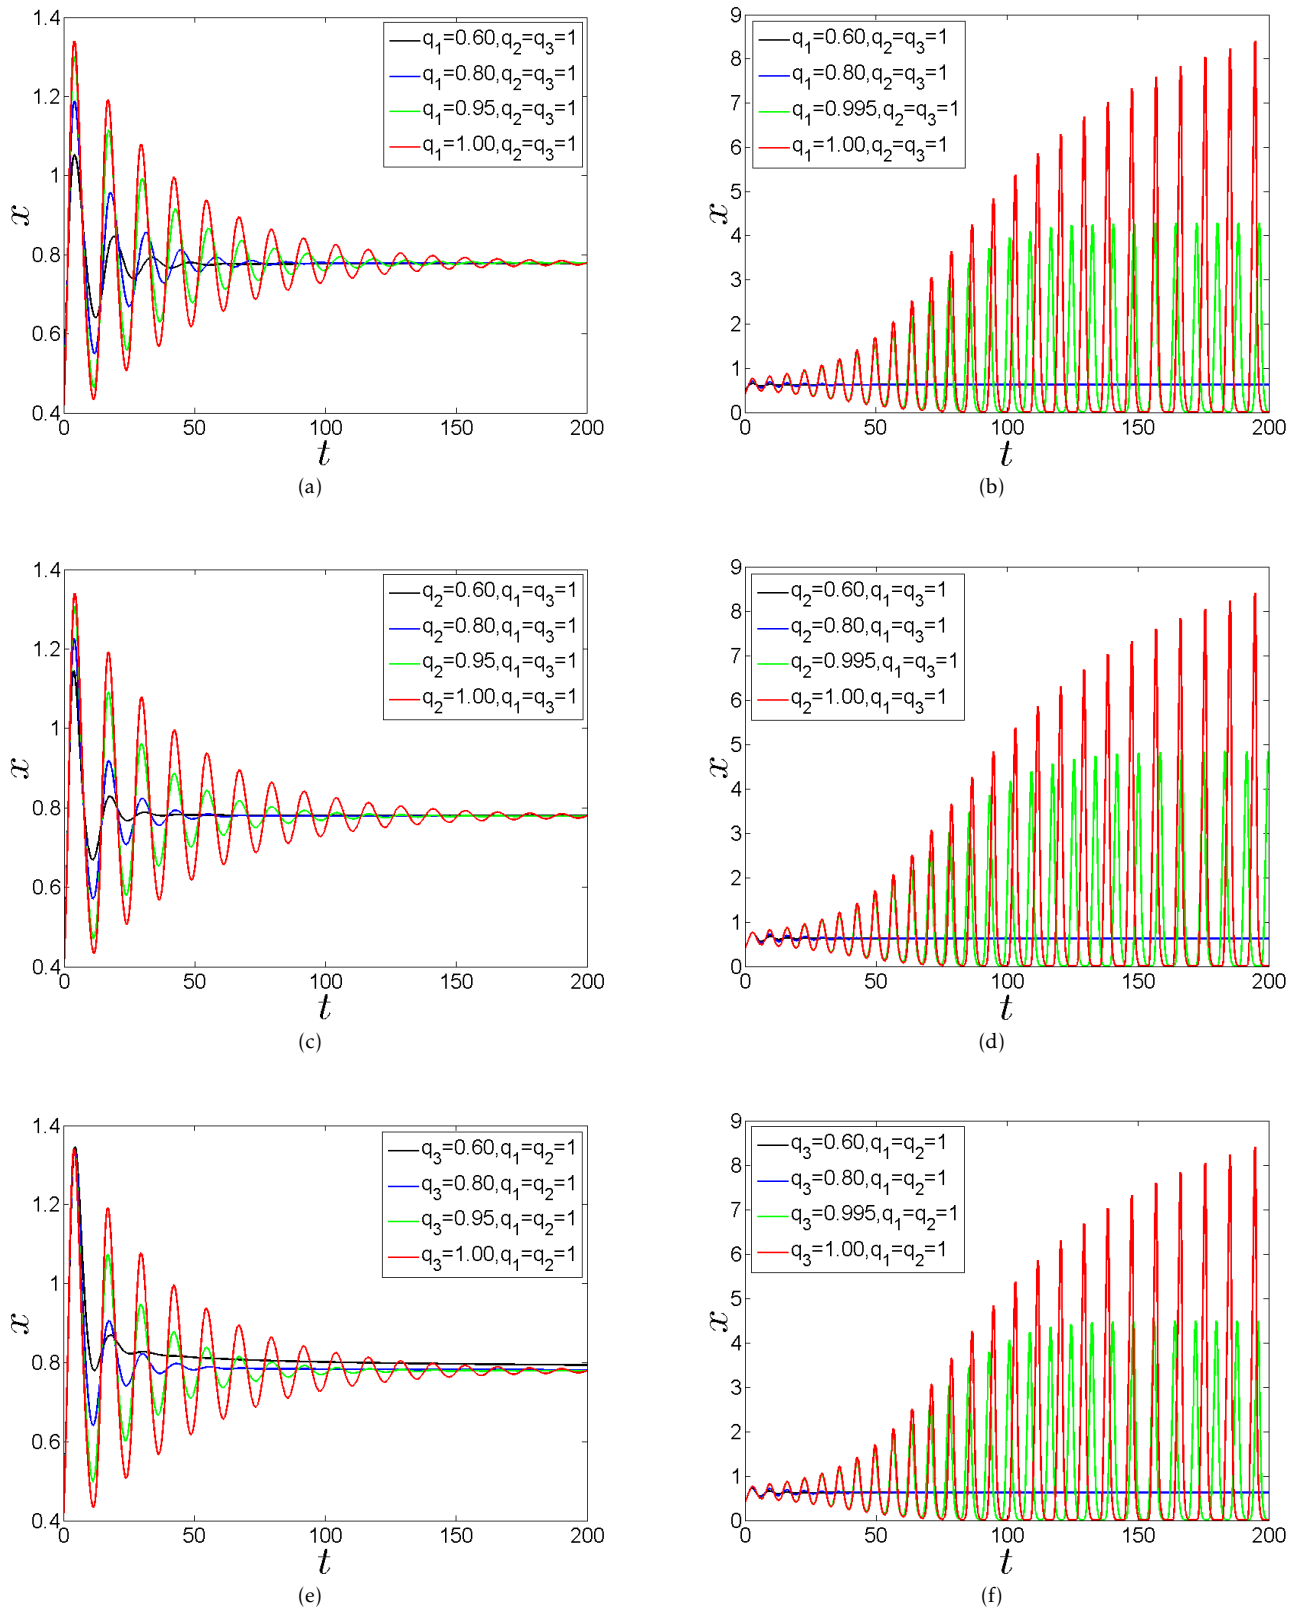 1.4
1.2
1
0.8
0.6
0.4
x
0
50
100
150
200
t
q1=0.60,q2=q3=1
q1=0.80,q2=q3=1
q1=0.95,q2=q3=1
q1=1.00,q2=q3=1
(a)
9
8
7
6
5
4
3
2
1
0
x
0
50
100
150
200
t
q1=0.60,q2=q3=1
q1=0.80,q2=q3=1
q1=0.995,q2=q3=1
q1=1.00,q2=q3=1
(b)
1.4
1.2
1
0.8
0.6
0.4
x
0
50
100
150
200
t
q2=0.60,q1=q3=1
q2=0.80,q1=q3=1
q2=0.95,q1=q3=1
q2=1.00,q1=q3=1
(c)
9
8
7
6
5
4
3
2
1
0
x
0
50
100
150
200
t
q2=0.60,q1=q3=1
q2=0.80,q1=q3=1
q2=0.995,q1=q3=1
q2=1.00,q1=q3=1
(d)
1.4
1.2
1
0.8
0.6
0.4
x
0
50
100
150
200
t
q3=0.60,q1=q2=1
q3=0.80,q1=q2=1
q3=0.95,q1=q2=1
q3=1.00,q1=q2=1
(e)
9
8
7
6
5
4
3
2
1
0
x
0
50
100
150
200
t
q3=0.60,q1=q2=1
q3=0.80,q1=q2=1
q3=0.995,q1=q2=1
q3=1.00,q1=q2=1
(f)